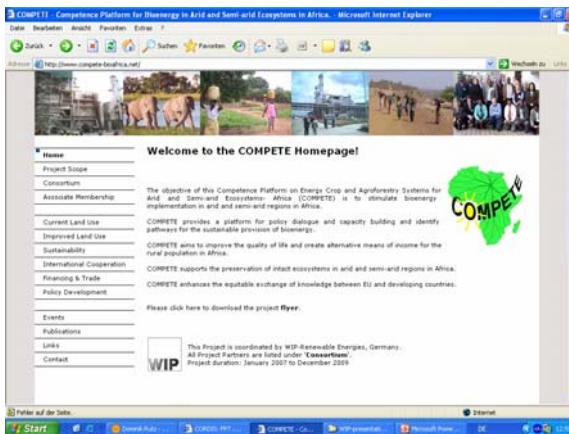 COMPETE - Competence Platform for Bioenergy in Arid and Semi-arid Ecosystems in Africa. - Microsoft Internet Explorer
Datei Bearbeiten Ansicht Favoriten Extras ?
Zurück Suchen Favoriten
Adresse http://www.compete-bioafrica.net/ Wechseln zu Links
Home
Project Scope
Consortium
Associate Membership
Current Land Use
Improved Land Use
Sustainability
International Cooperation
Financing & Trade
Policy Development
Events
Publications
Links
Contact
Welcome to the COMPETE Homepage!
COMPETE
The objective of this Competence Platform on Energy Crop and Agroforestry Systems for
Arid and Semi-arid Ecosystems- Africa (COMPETE) is to stimulate bioenergy
implementation in arid and semi-arid regions in Africa.
COMPETE provides a platform for policy dialogue and capacity building and identify
pathways for the sustainable provision of bioenergy.
COMPETE aims to improve the quality of life and create alternative means of income for the
rural population in Africa.
COMPETE supports the preservation of intact ecosystems in arid and semi-arid regions in Africa.
COMPETE enhances the equitable exchange of knowledge between EU and developing countries.
Please click here to download the project flyer.
WIP
This Project is coordinated by WIP-Renewable Energies, Germany.
All Project Partners are listed under 'Consortium'.
Project duration: January 2007 to December 2009
Fehler auf der Seite. Internet
Start Dominik Rutz - ... CORDIS: FP7 ... COMPETE - Co... WIP-presentat... Microsoft Power... DE